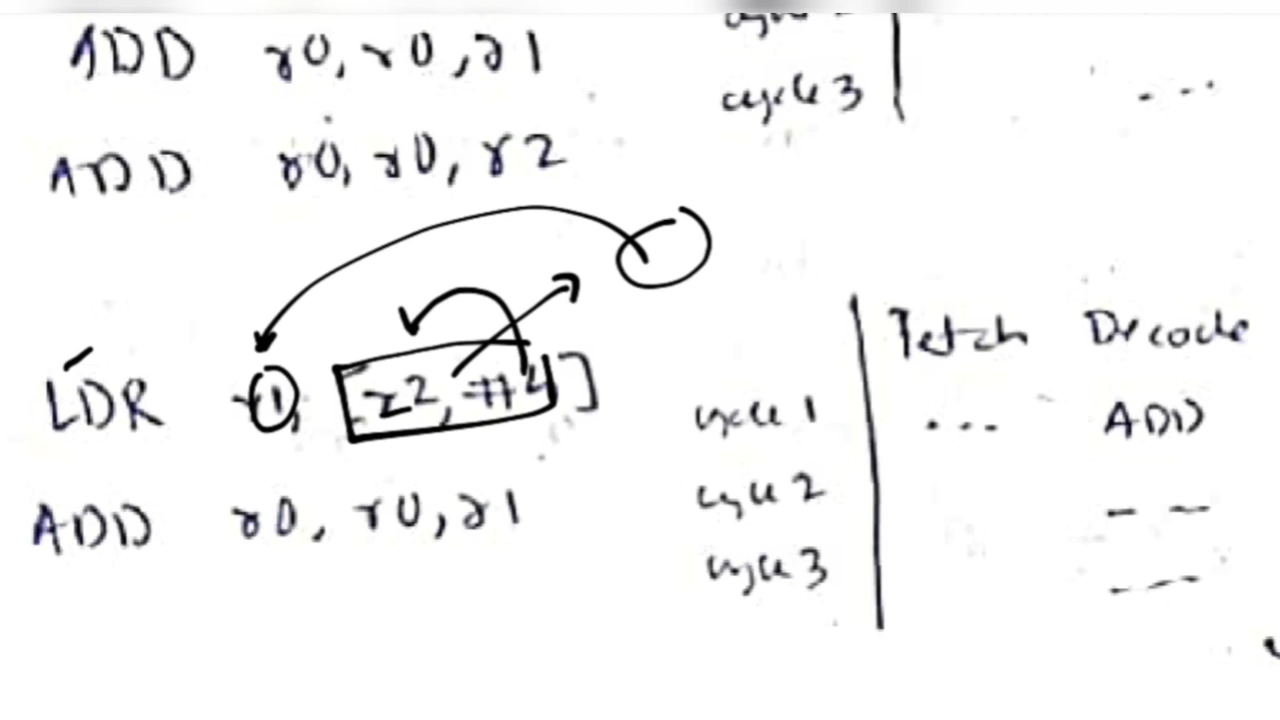 ADD r0, r0, r1
cycle 3 ...
ADD r0, r0, r2
Fetch Decode
LDR r1, [r2, #4]
cycle 1 ... ADD
cycle 2 - -
ADD r0, r0, r1
cycle 3 - -